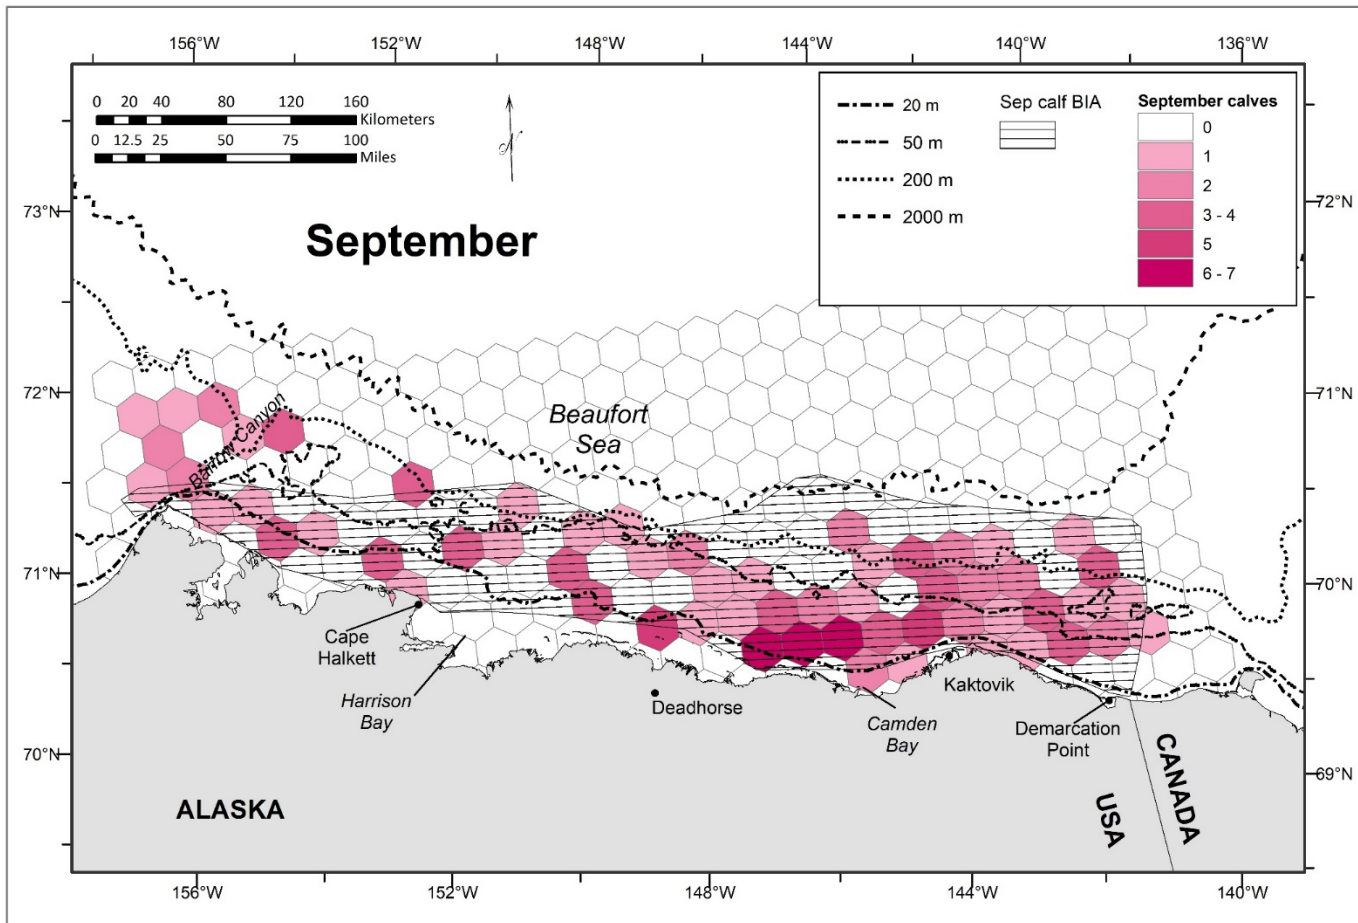 156°W 152°W 148°W 144°W 140°W 136°W
0 20 40 80 120 160
Kilometers
0 12.5 25 50 75 100
Miles
N
20 m
50 m
200 m
2000 m
Sep calf BIA
September calves
0
1
2
3 - 4
5
6 - 7
73°N
72°N
September
72°N
71°N
Beaufort
Sea
Barrow Canyon
71°N
70°N
Cape
Halkett
Harrison
Bay
Deadhorse
Kaktovik
Camden
Bay
Demarcation
Point
70°N
69°N
ALASKA
USA
CANADA
156°W 152°W 148°W 144°W 140°W